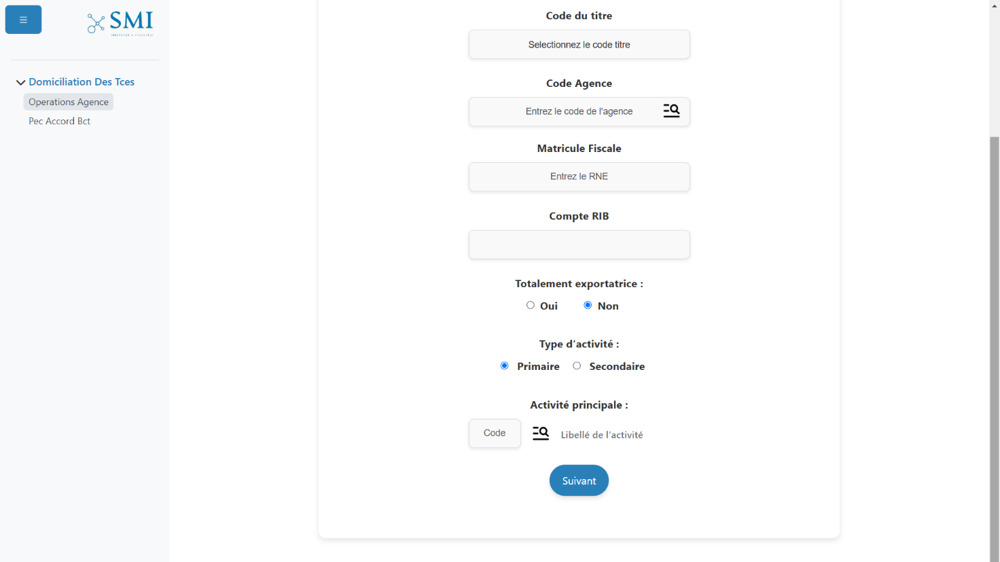 SMI
Domiciliation Des Tces
Operations Agence
Pec Accord Bct
Code du titre
Selectionnez le code titre
Code Agence
Entrez le code de l'agence
Matricule Fiscale
Entrez le RNE
Compte RIB
Totalement exportatrice :
Oui Non
Type d'activité :
Primaire Secondaire
Activité principale :
Code Libellé de l'activité
Suivant